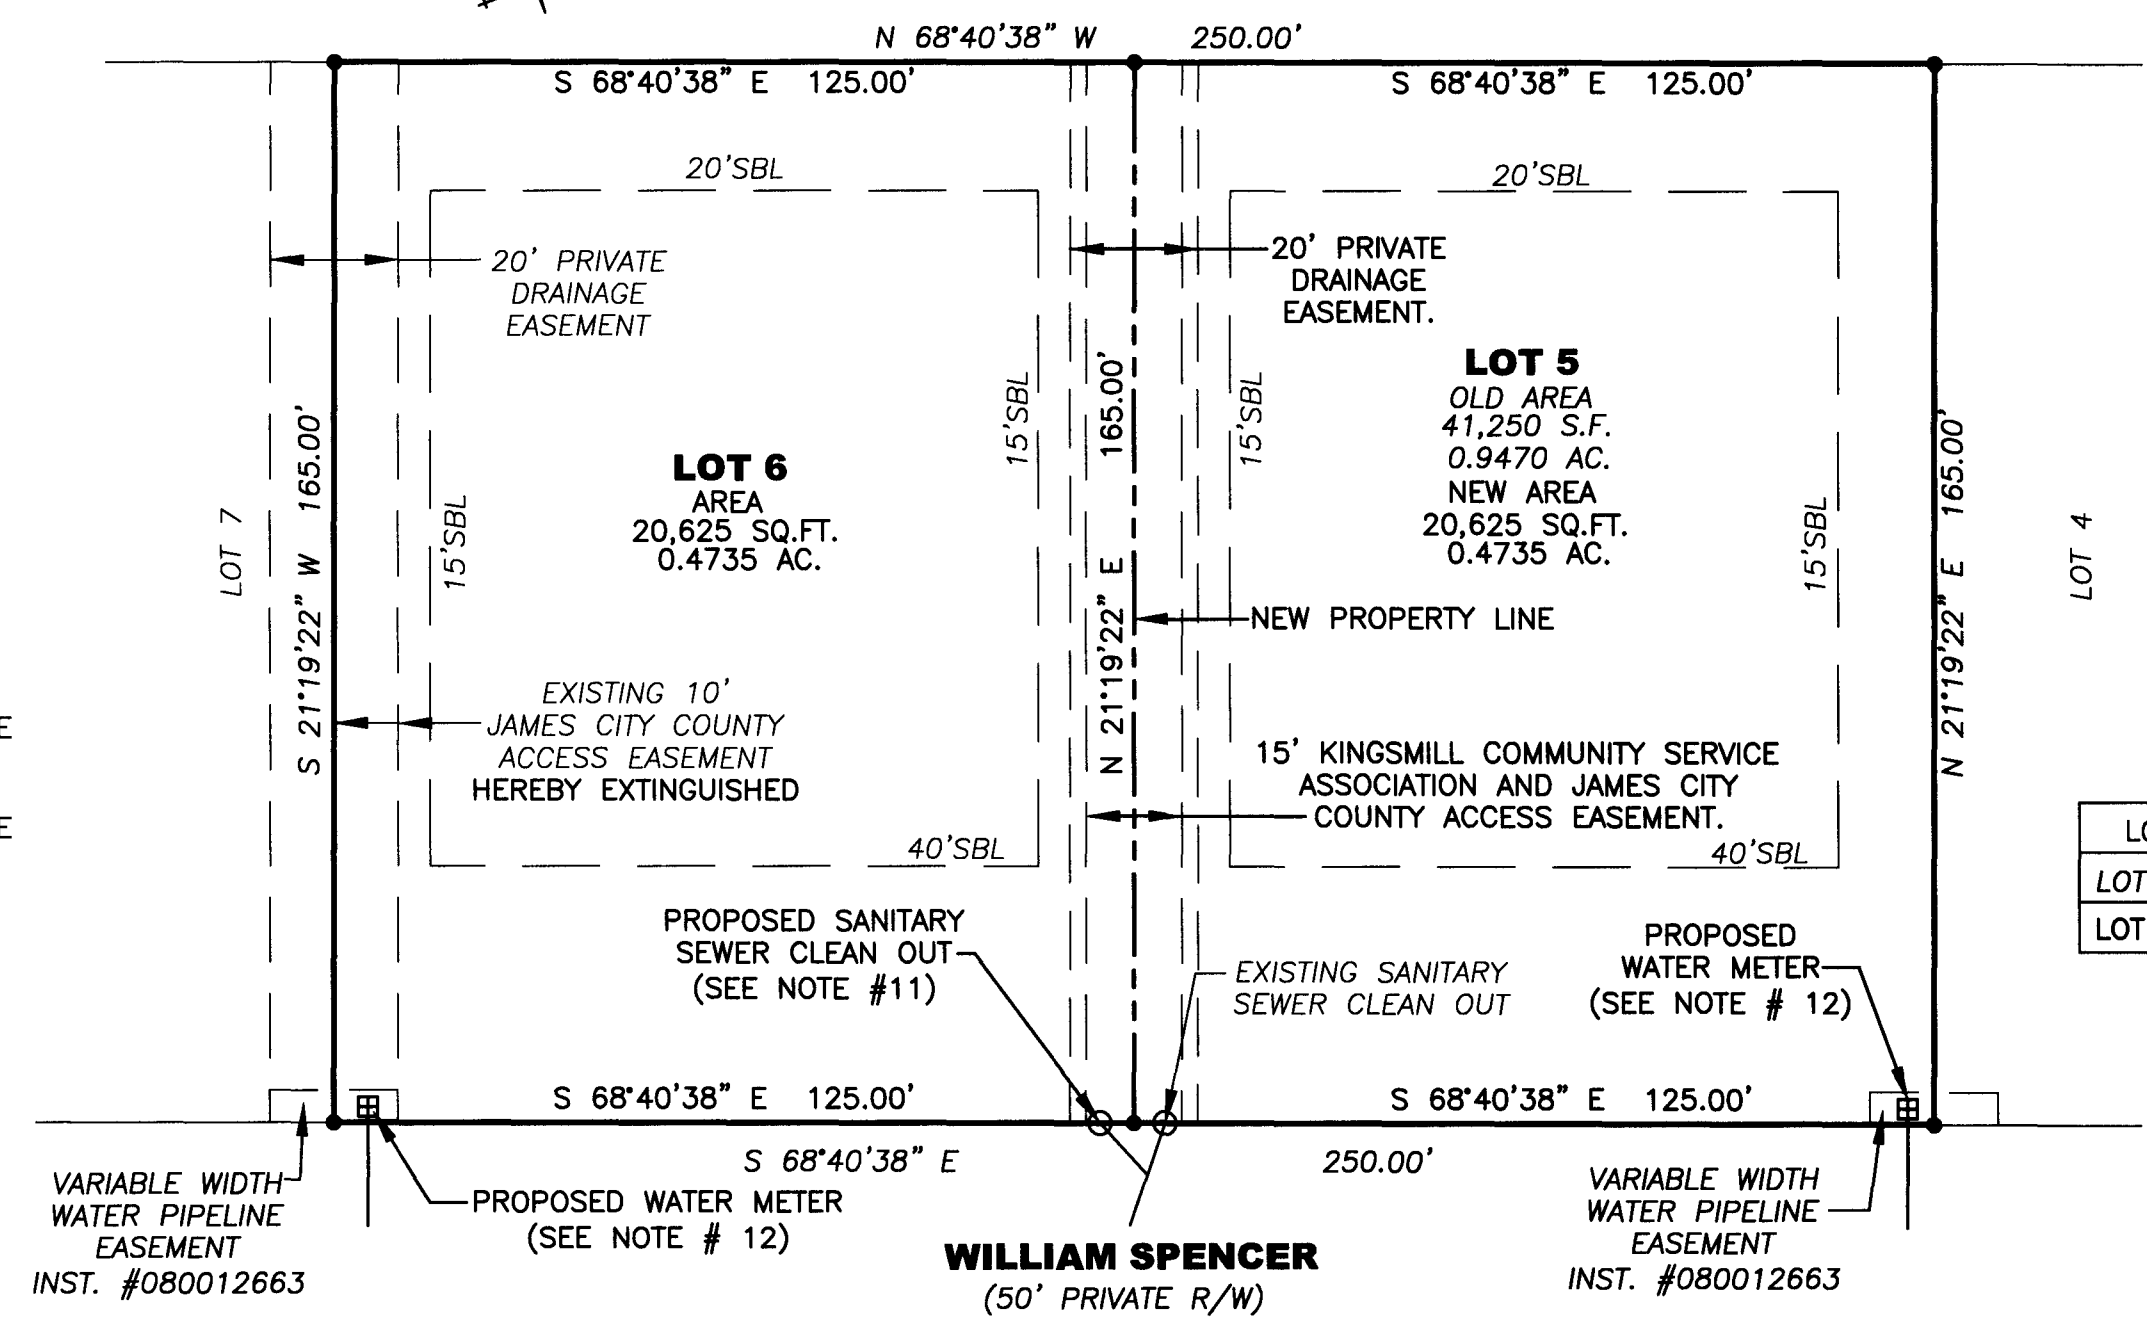 N 68°40'38" W 250.00'
S 68°40'38" E 125.00'
S 68°40'38" E 125.00'
20'SBL
20'SBL
20' PRIVATE
DRAINAGE
EASEMENT
20' PRIVATE
DRAINAGE
EASEMENT.
LOT 7
S 21°19'22" W 165.00'
15'SBL
LOT 6
AREA
20,625 SQ.FT.
0.4735 AC.
15'SBL
N 21°19'22" E 165.00'
15'SBL
LOT 5
OLD AREA
41,250 S.F.
0.9470 AC.
NEW AREA
20,625 SQ.FT.
0.4735 AC.
15'SBL
N 21°19'22" E 165.00'
LOT 4
NEW PROPERTY LINE
EXISTING 10'
JAMES CITY COUNTY
ACCESS EASEMENT
HEREBY EXTINGUISHED
15' KINGSMILL COMMUNITY SERVICE
ASSOCIATION AND JAMES CITY
COUNTY ACCESS EASEMENT.
E
E
40'SBL
40'SBL
LOT
LOT
PROPOSED SANITARY
SEWER CLEAN OUT
(SEE NOTE #11)
EXISTING SANITARY
SEWER CLEAN OUT
PROPOSED
WATER METER
(SEE NOTE # 12)
S 68°40'38" E 125.00'
S 68°40'38" E 125.00'
S 68°40'38" E 250.00'
VARIABLE WIDTH
WATER PIPELINE
EASEMENT
INST. #080012663
PROPOSED WATER METER
(SEE NOTE # 12)
WILLIAM SPENCER
(50' PRIVATE R/W)
VARIABLE WIDTH
WATER PIPELINE
EASEMENT
INST. #080012663